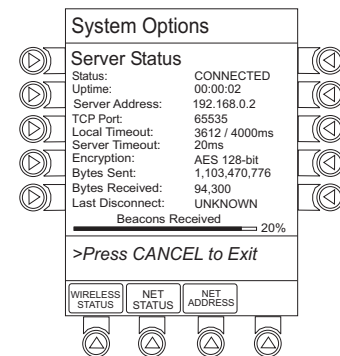 System Options
Server Status
Status: CONNECTED
Uptime: 00:00:02
Server Address: 192.168.0.2
TCP Port: 65535
Local Timeout: 3612 / 4000ms
Server Timeout: 20ms
Encryption: AES 128-bit
Bytes Sent: 1,103,470,776
Bytes Received: 94,300
Last Disconnect: UNKNOWN
Beacons Received
20%
>Press CANCEL to Exit
WIRELESS STATUS
NET STATUS
NET ADDRESS